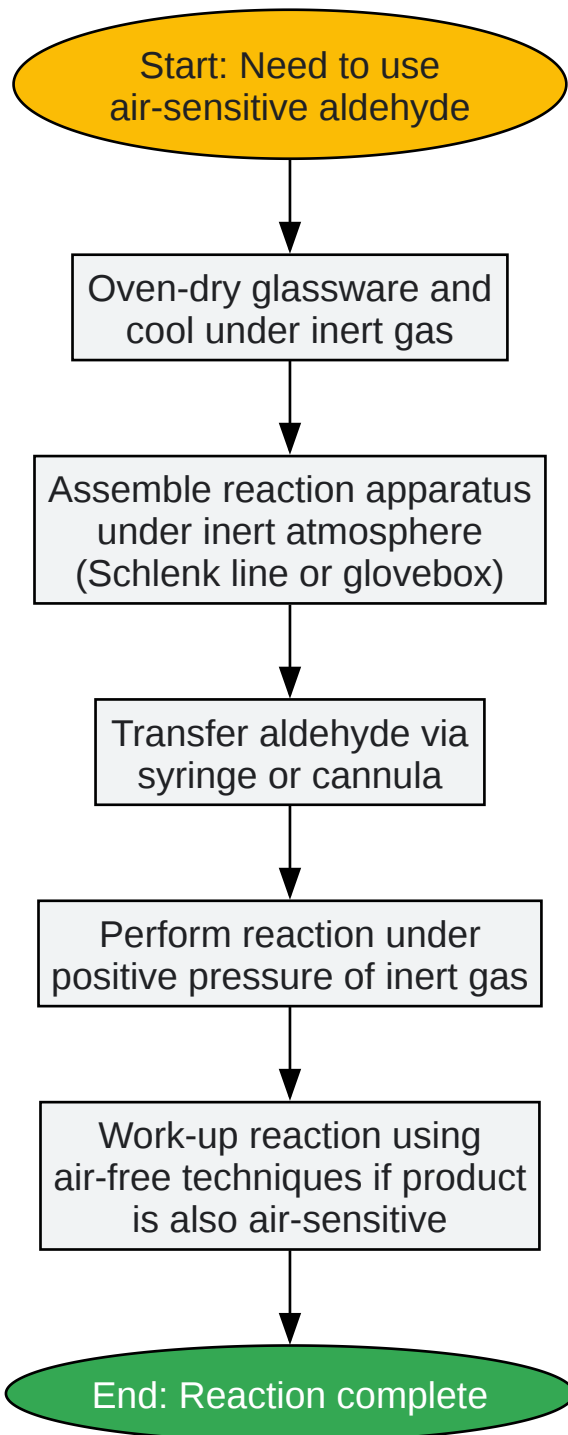 Start: Need to use
air-sensitive aldehyde
Oven-dry glassware and
cool under inert gas
Assemble reaction apparatus
under inert atmosphere
(Schlenk line or glovebox)
Transfer aldehyde via
syringe or cannula
Perform reaction under
positive pressure of inert gas
Work-up reaction using
air-free techniques if product
is also air-sensitive
End: Reaction complete